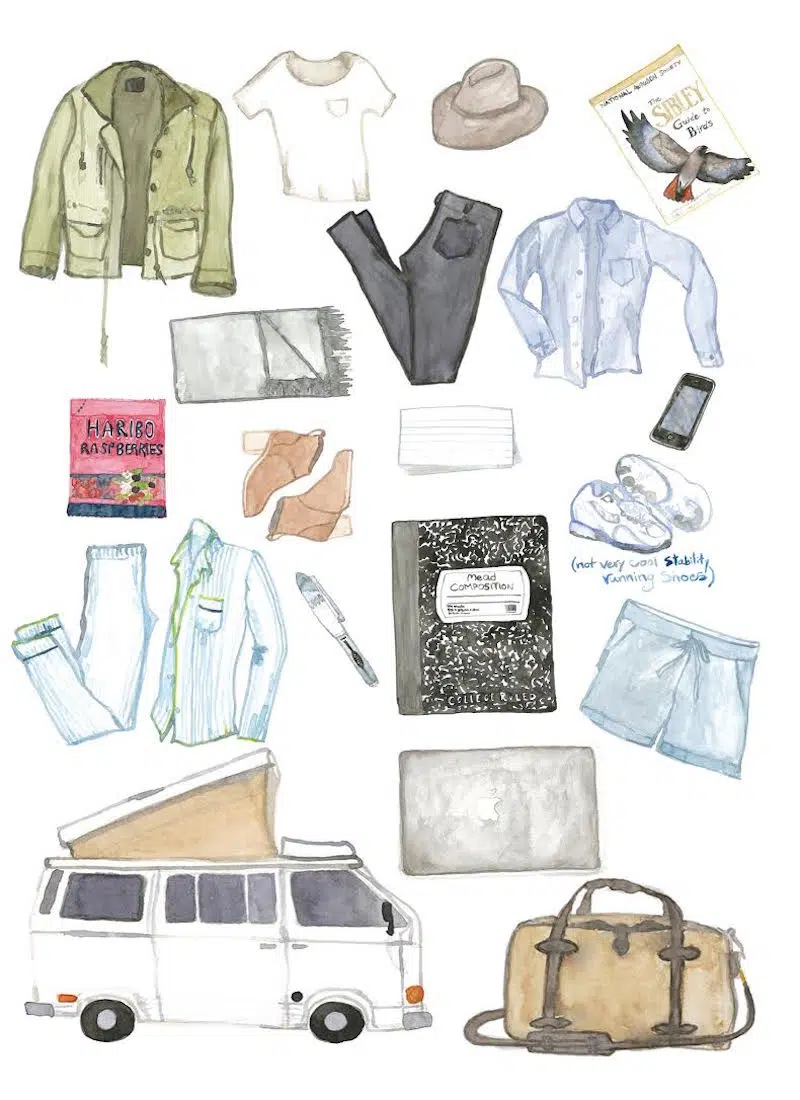 NATIONAL AUDUBON SOCIETY
The
SIBLEY
Guide to
Birds
HARIBO
RASPBERRIES
(not very cool stability
running shoes)
mead
COMPOSITION
COLLEGE RULED